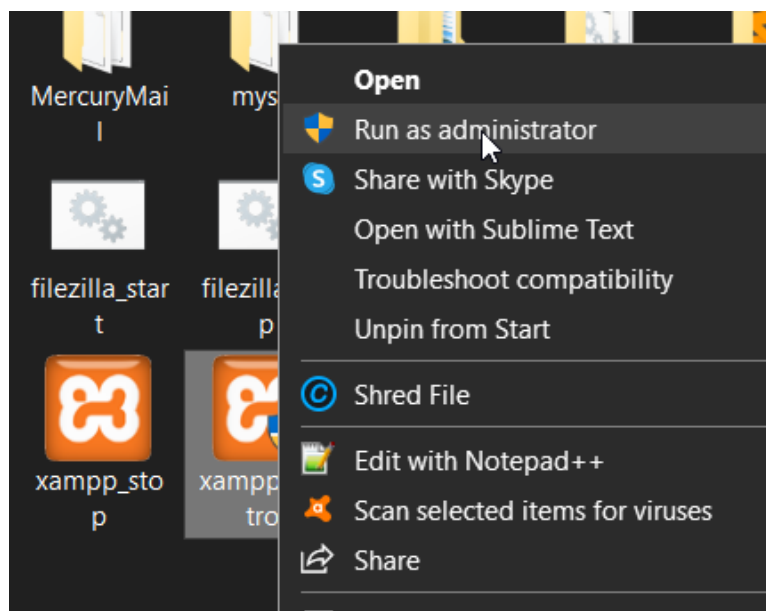 MercuryMai
l
mys
filezilla_star
t
filezilla
p
xampp_sto
p
xampp
tro
Open
Run as administrator
Share with Skype
Open with Sublime Text
Troubleshoot compatibility
Unpin from Start
Shred File
Edit with Notepad++
Scan selected items for viruses
Share